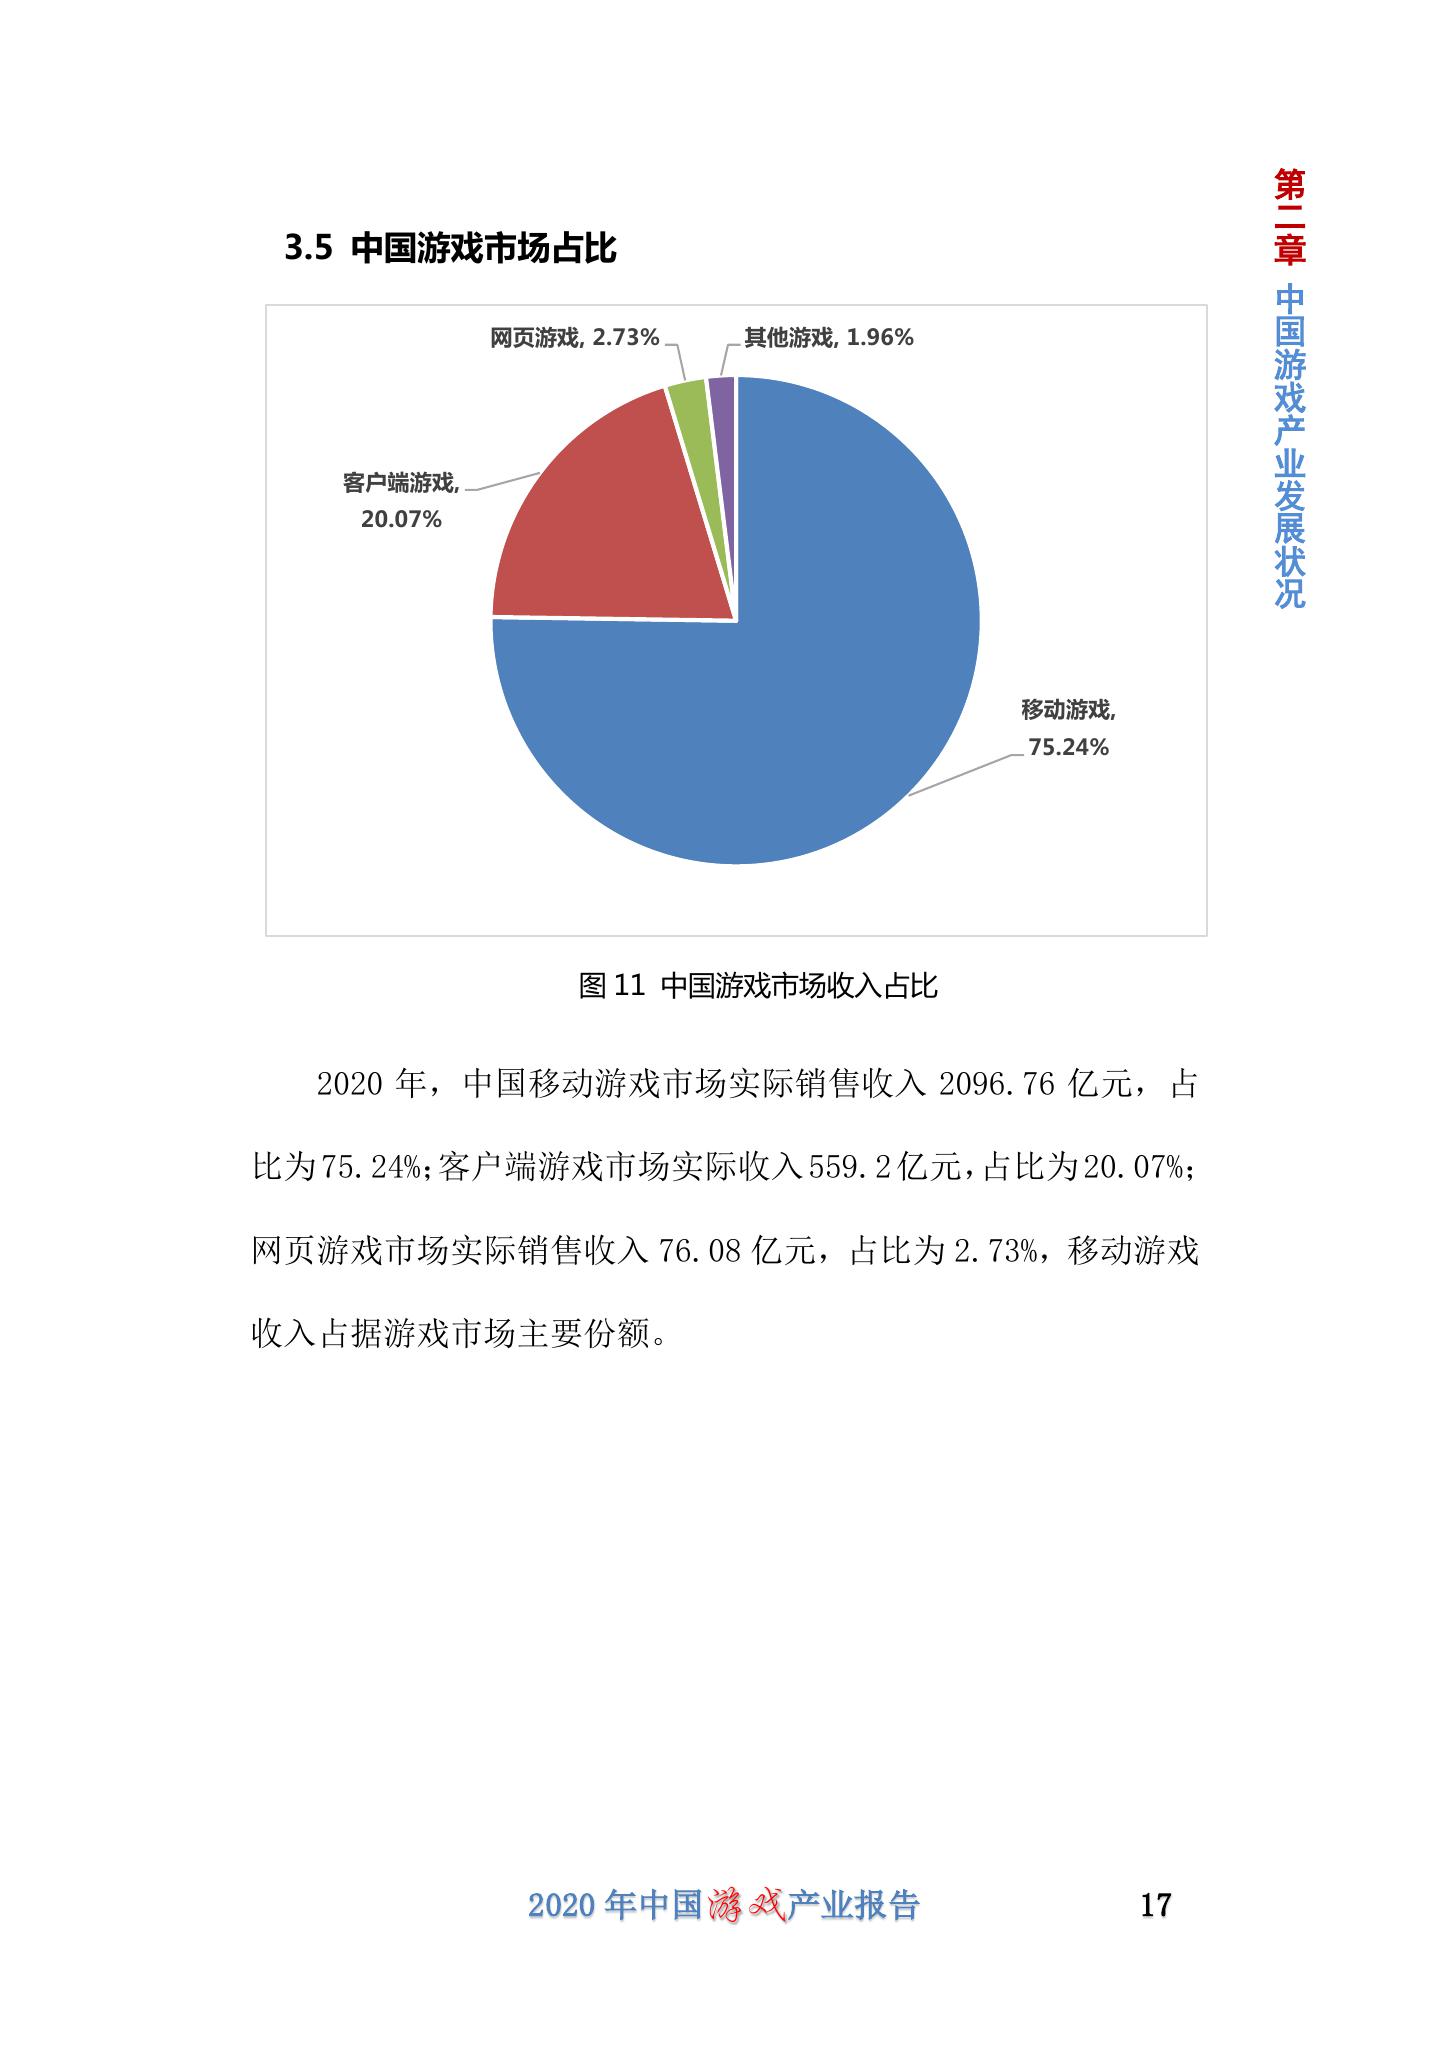 第二章 中国游戏产业发展状况
3.5 中国游戏市场占比
网页游戏, 2.73%
其他游戏, 1.96%
客户端游戏,
20.07%
移动游戏,
75.24%
图 11 中国游戏市场收入占比
2020 年，中国移动游戏市场实际销售收入 2096.76 亿元，占
比为 75.24%；客户端游戏市场实际收入 559.2 亿元，占比为 20.07%；
网页游戏市场实际销售收入 76.08 亿元，占比为 2.73%，移动游戏
收入占据游戏市场主要份额。
2020 年中国游戏产业报告
17